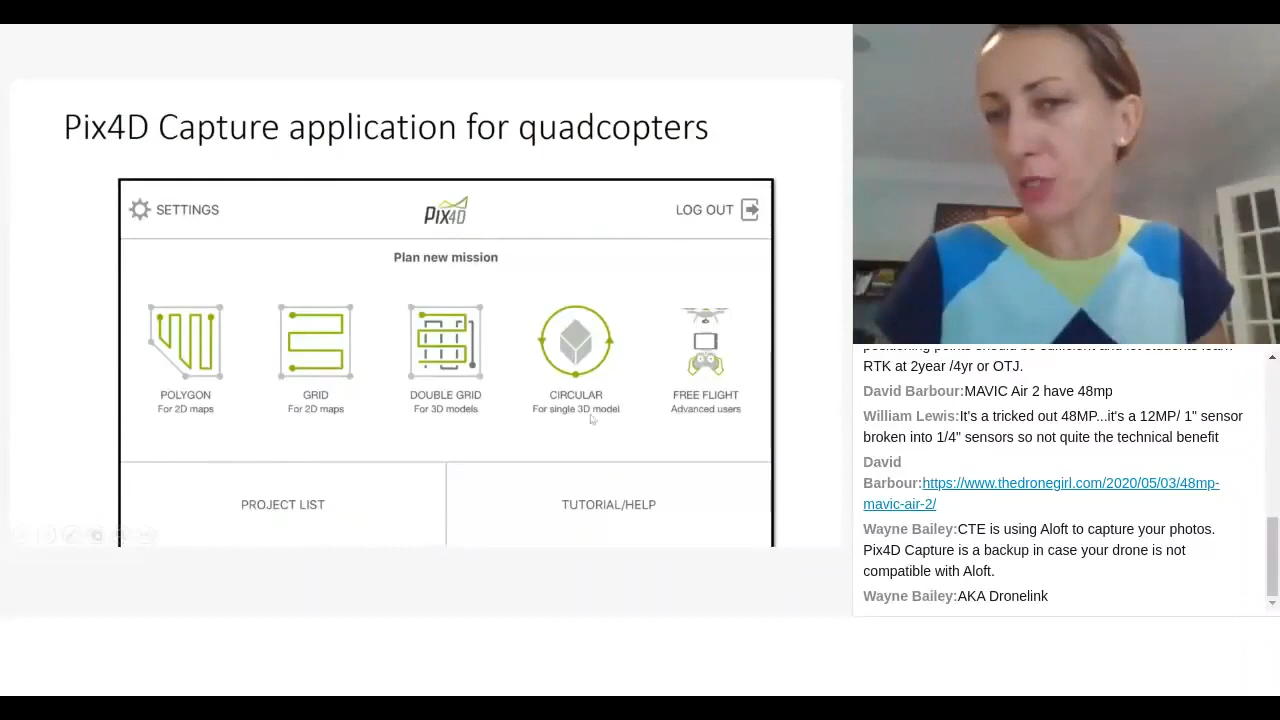 Pix4D Capture application for quadcopters
SETTINGS
PIX4D
LOG OUT
Plan new mission
POLYGON
For 2D maps
GRID
For 2D maps
DOUBLE GRID
For 3D models
CIRCULAR
For single 3D model
FREE FLIGHT
Advanced users
PROJECT LIST
TUTORIAL/HELP
RTK at 2year /4yr or OTJ.
David Barbour:MAVIC Air 2 have 48mp
William Lewis:It's a tricked out 48MP...it's a 12MP/ 1" sensor
broken into 1/4" sensors so not quite the technical benefit
David
Barbour:https://www.thedronegirl.com/2020/05/03/48mp-
mavic-air-2/
Wayne Bailey:CTE is using Aloft to capture your photos.
Pix4D Capture is a backup in case your drone is not
compatible with Aloft.
Wayne Bailey:AKA Dronelink